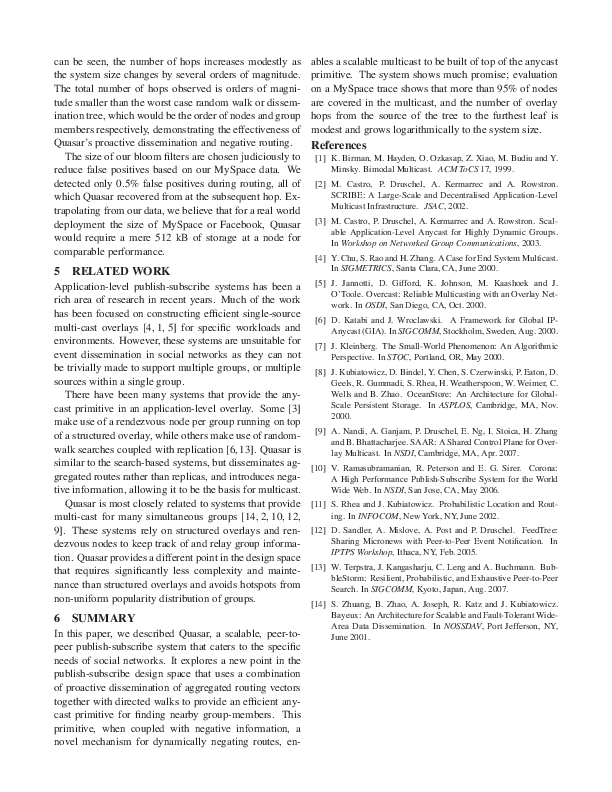 can be seen, the number of hops increases modestly as
the system size changes by several orders of magnitude.
The total number of hops observed is orders of magni-
tude smaller than the worst case random walk or dissem-
ination tree, which would be the order of nodes and group
members respectively, demonstrating the effectiveness of
Quasar's proactive dissemination and negative routing.
The size of our bloom filters are chosen judiciously to
reduce false positives based on our MySpace data. We
detected only 0.5% false positives during routing, all of
which Quasar recovered from at the subsequent hop. Ex-
trapolating from our data, we believe that for a real world
deployment the size of MySpace or Facebook, Quasar
would require a mere 512 kB of storage at a node for
comparable performance.
5 RELATED WORK
Application-level publish-subscribe systems has been a
rich area of research in recent years. Much of the work
has been focused on constructing efficient single-source
multi-cast overlays [4, 1, 5] for specific workloads and
environments. However, these systems are unsuitable for
event dissemination in social networks as they can not
be trivially made to support multiple groups, or multiple
sources within a single group.
There have been many systems that provide the any-
cast primitive in an application-level overlay. Some [3]
make use of a rendezvous node per group running on top
of a structured overlay, while others make use of random-
walk searches coupled with replication [6, 13]. Quasar is
similar to the search-based systems, but disseminates ag-
gregated routes rather than replicas, and introduces nega-
tive information, allowing it to be the basis for multicast.
Quasar is most closely related to systems that provide
multi-cast for many simultaneous groups [14, 2, 10, 12,
9]. These systems rely on structured overlays and ren-
dezvous nodes to keep track of and relay group informa-
tion. Quasar provides a different point in the design space
that requires significantly less complexity and mainte-
nance than structured overlays and avoids hotspots from
non-uniform popularity distribution of groups.
6 SUMMARY
In this paper, we described Quasar, a scalable, peer-to-
peer publish-subscribe system that caters to the specific
needs of social networks. It explores a new point in the
publish-subscribe design space that uses a combination
of proactive dissemination of aggregated routing vectors
together with directed walks to provide an efficient any-
cast primitive for finding nearby group-members. This
primitive, when coupled with negative information, a
novel mechanism for dynamically negating routes, en-
ables a scalable multicast to be built of top of the anycast
primitive. The system shows much promise; evaluation
on a MySpace trace shows that more than 95% of nodes
are covered in the multicast, and the number of overlay
hops from the source of the tree to the furthest leaf is
modest and grows logarithmically to the system size.
References
[1] K. Birman, M. Hayden, O. Ozkasap, Z. Xiao, M. Budiu and Y.
Minsky. Bimodal Multicast. ACM ToCS 17, 1999.
[2] M. Castro, P. Druschel, A. Kermarrec and A. Rowstron.
SCRIBE: A Large-Scale and Decentralised Application-Level
Multicast Infrastructure. JSAC, 2002.
[3] M. Castro, P. Druschel, A. Kermarrec and A. Rowstron. Scal-
able Application-Level Anycast for Highly Dynamic Groups.
In Workshop on Networked Group Communications, 2003.
[4] Y. Chu, S. Rao and H. Zhang. A Case for End System Multicast.
In SIGMETRICS, Santa Clara, CA, June 2000.
[5] J. Jannotti, D. Gifford, K. Johnson, M. Kaashoek and J.
O'Toole. Overcast: Reliable Multicasting with an Overlay Net-
work. In OSDI, San Diego, CA, Oct. 2000.
[6] D. Katabi and J. Wroclawski. A Framework for Global IP-
Anycast (GIA). In SIGCOMM, Stockholm, Sweden, Aug. 2000.
[7] J. Kleinberg. The Small-World Phenomenon: An Algorithmic
Perspective. In STOC, Portland, OR, May 2000.
[8] J. Kubiatowicz, D. Bindel, Y. Chen, S. Czerwinski, P. Eaton, D.
Geels, R. Gummadi, S. Rhea, H. Weatherspoon, W. Weimer, C.
Wells and B. Zhao. OceanStore: An Architecture for Global-
Scale Persistent Storage. In ASPLOS, Cambridge, MA, Nov.
2000.
[9] A. Nandi, A. Ganjam, P. Druschel, E. Ng, I. Stoica, H. Zhang
and B. Bhattacharjee. SAAR: A Shared Control Plane for Over-
lay Multicast. In NSDI, Cambridge, MA, Apr. 2007.
[10] V. Ramasubramanian, R. Peterson and E. G. Sirer. Corona:
A High Performance Publish-Subscribe System for the World
Wide Web. In NSDI, San Jose, CA, May 2006.
[11] S. Rhea and J. Kubiatowicz. Probabilistic Location and Rout-
ing. In INFOCOM, New York, NY, June 2002.
[12] D. Sandler, A. Mislove, A. Post and P. Druschel. FeedTree:
Sharing Micronews with Peer-to-Peer Event Notification. In
IPTPS Workshop, Ithaca, NY, Feb. 2005.
[13] W. Terpstra, J. Kangasharju, C. Leng and A. Buchmann. Bub-
bleStorm: Resilient, Probabilistic, and Exhaustive Peer-to-Peer
Search. In SIGCOMM, Kyoto, Japan, Aug. 2007.
[14] S. Zhuang, B. Zhao, A. Joseph, R. Katz and J. Kubiatowicz.
Bayeux: An Architecture for Scalable and Fault-Tolerant Wide-
Area Data Dissemination. In NOSSDAV, Port Jefferson, NY,
June 2001.